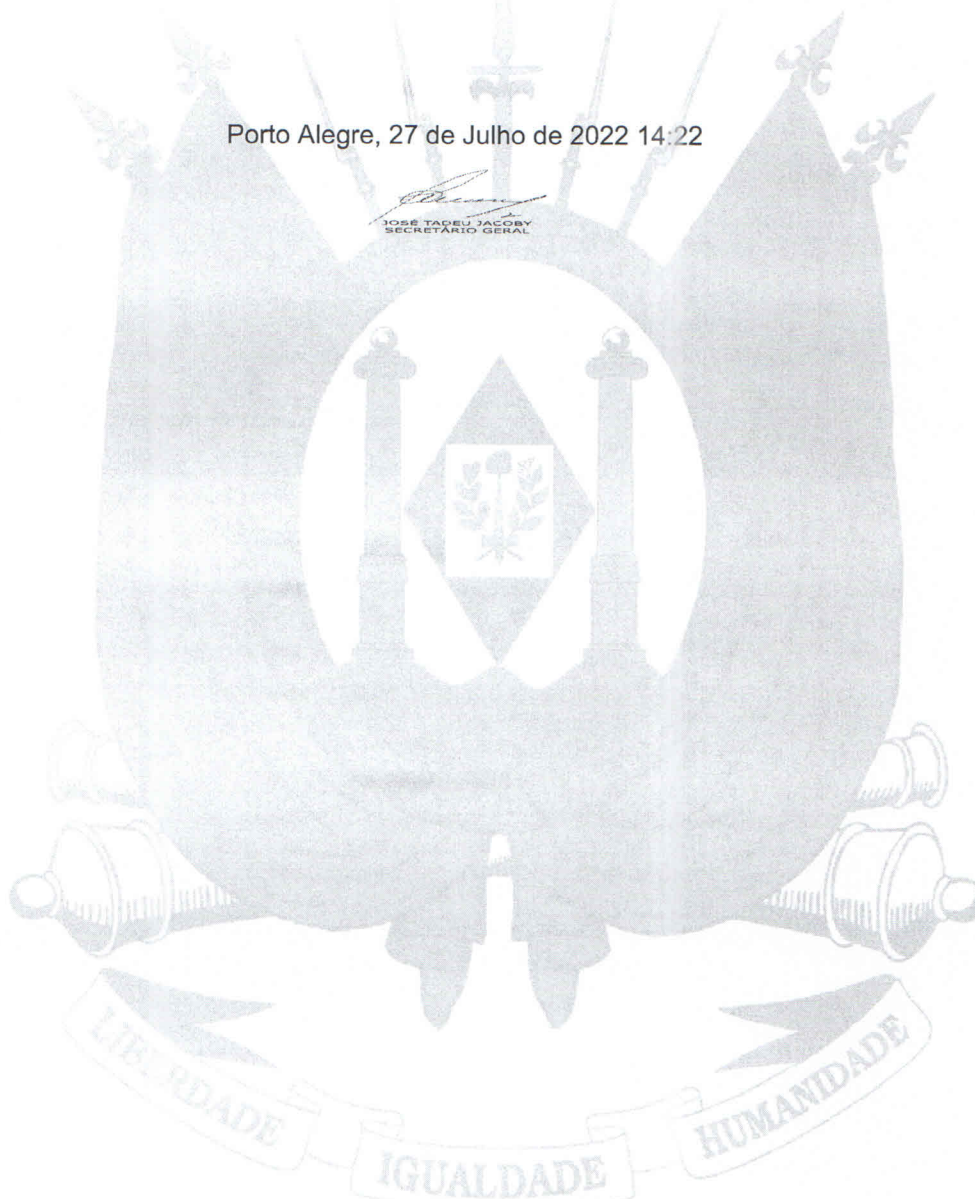 Porto Alegre, 27 de Julho de 2022 14:22
JOSÉ TADEU JACOBY
SECRETÁRIO GERAL
LIBERDADE
IGUALDADE
HUMANIDADE